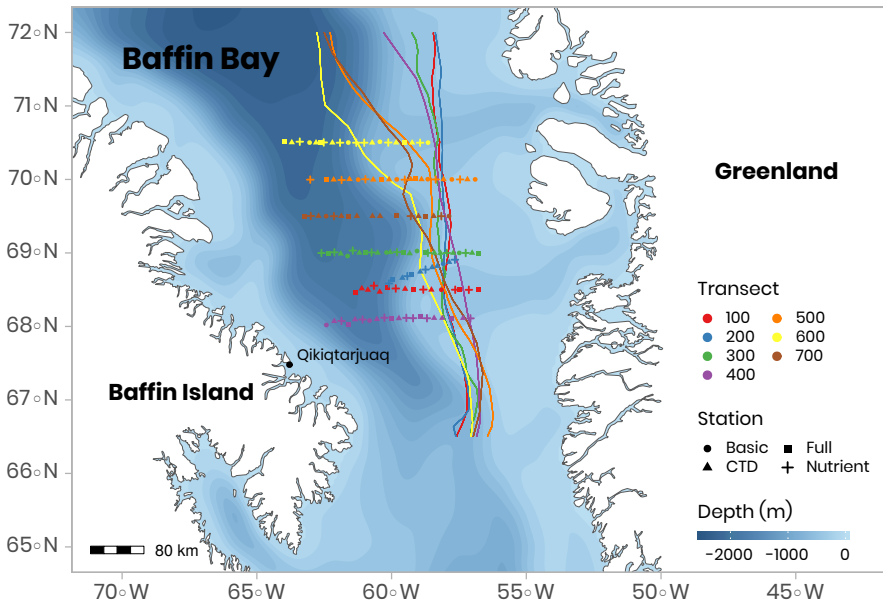 72○N
71○N
70○N
69○N
68○N
67○N
66○N
65○N
Baffin Bay
Greenland
Qikiqtarjuaq
Baffin Island
80 km
Transect
100 500
200 600
300 700
400
Station
Basic Full
CTD Nutrient
Depth (m)
-2000 -1000 0
70○W 65○W 60○W 55○W 50○W 45○W